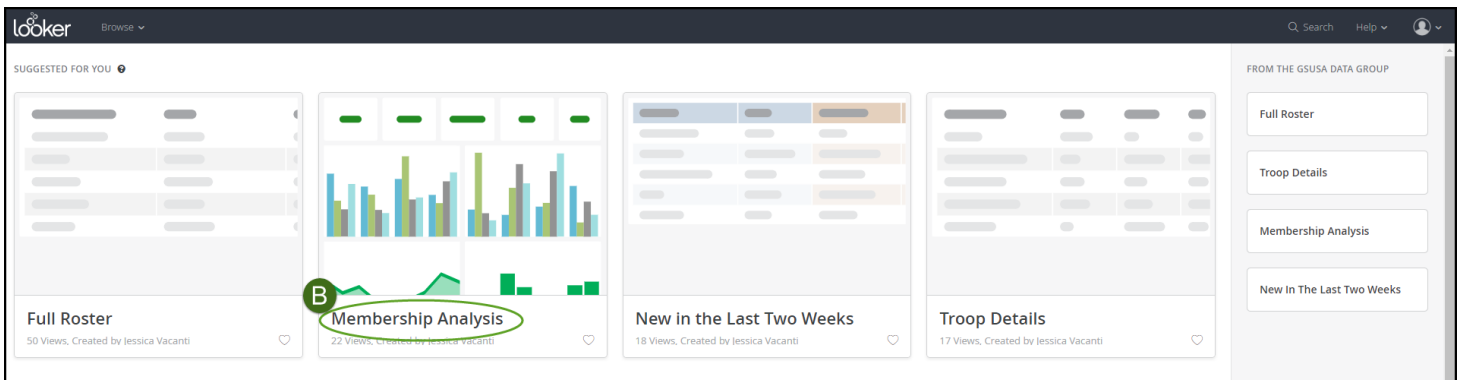 looker
Browse
Search
Help
SUGGESTED FOR YOU ?
FROM THE GSUSA DATA GROUP
B
Full Roster
50 Views, Created by Jessica Vacanti
Membership Analysis
22 Views, Created by Jessica Vacanti
New in the Last Two Weeks
18 Views, Created by Jessica Vacanti
Troop Details
17 Views, Created by Jessica Vacanti
Full Roster
Troop Details
Membership Analysis
New In The Last Two Weeks